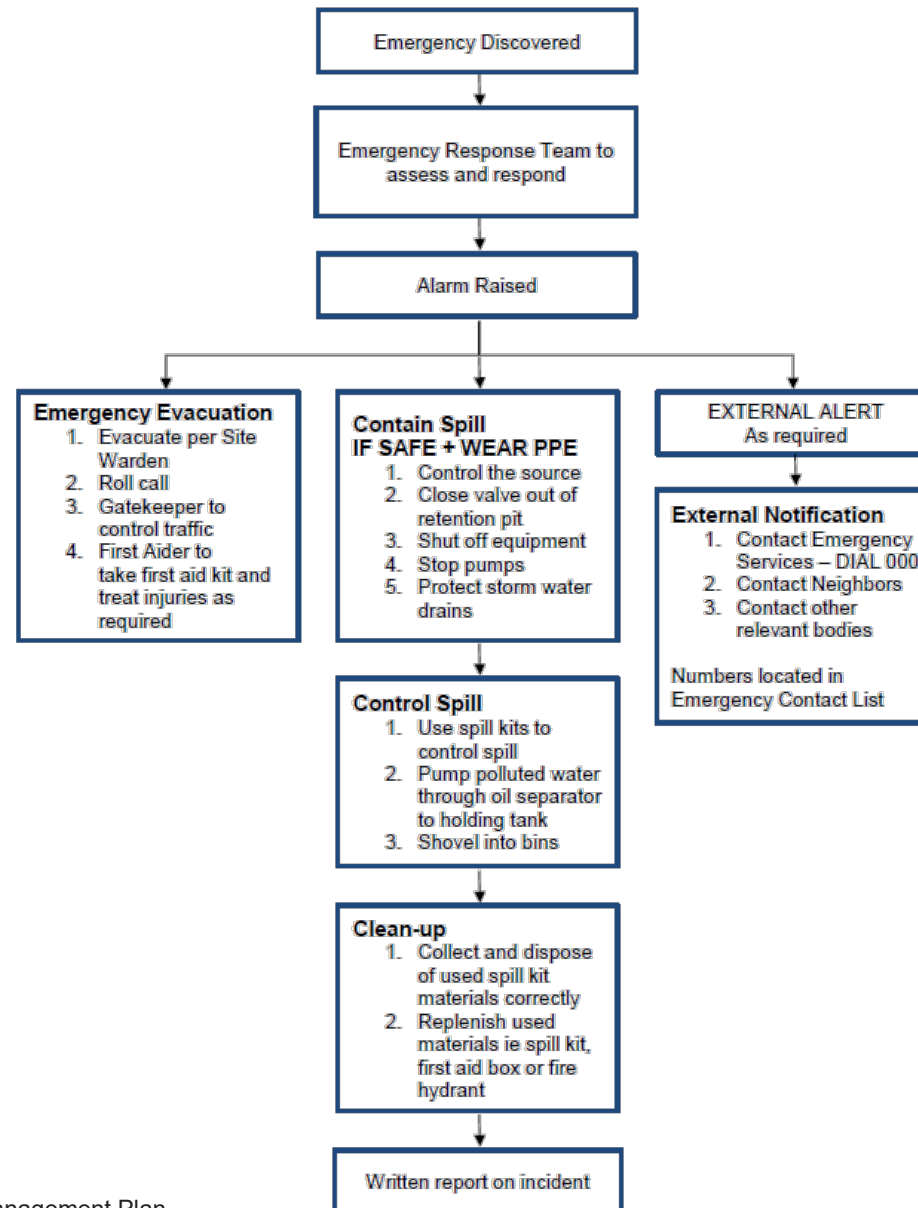 Emergency Discovered
Emergency Response Team to
assess and respond
Alarm Raised
Emergency Evacuation
1. Evacuate per Site
Warden
2. Roll call
3. Gatekeeper to
control traffic
4. First Aider to
take first aid kit and
treat injuries as
required
Contain Spill
IF SAFE + WEAR PPE
1. Control the source
2. Close valve out of
retention pit
3. Shut off equipment
4. Stop pumps
5. Protect storm water
drains
EXTERNAL ALERT
As required
External Notification
1. Contact Emergency
Services – DIAL 000
2. Contact Neighbors
3. Contact other
relevant bodies
Numbers located in
Emergency Contact List
Control Spill
1. Use spill kits to
control spill
2. Pump polluted water
through oil separator
to holding tank
3. Shovel into bins
Clean-up
1. Collect and dispose
of used spill kit
materials correctly
2. Replenish used
materials ie spill kit,
first aid box or fire
hydrant
Written report on incident
Plan